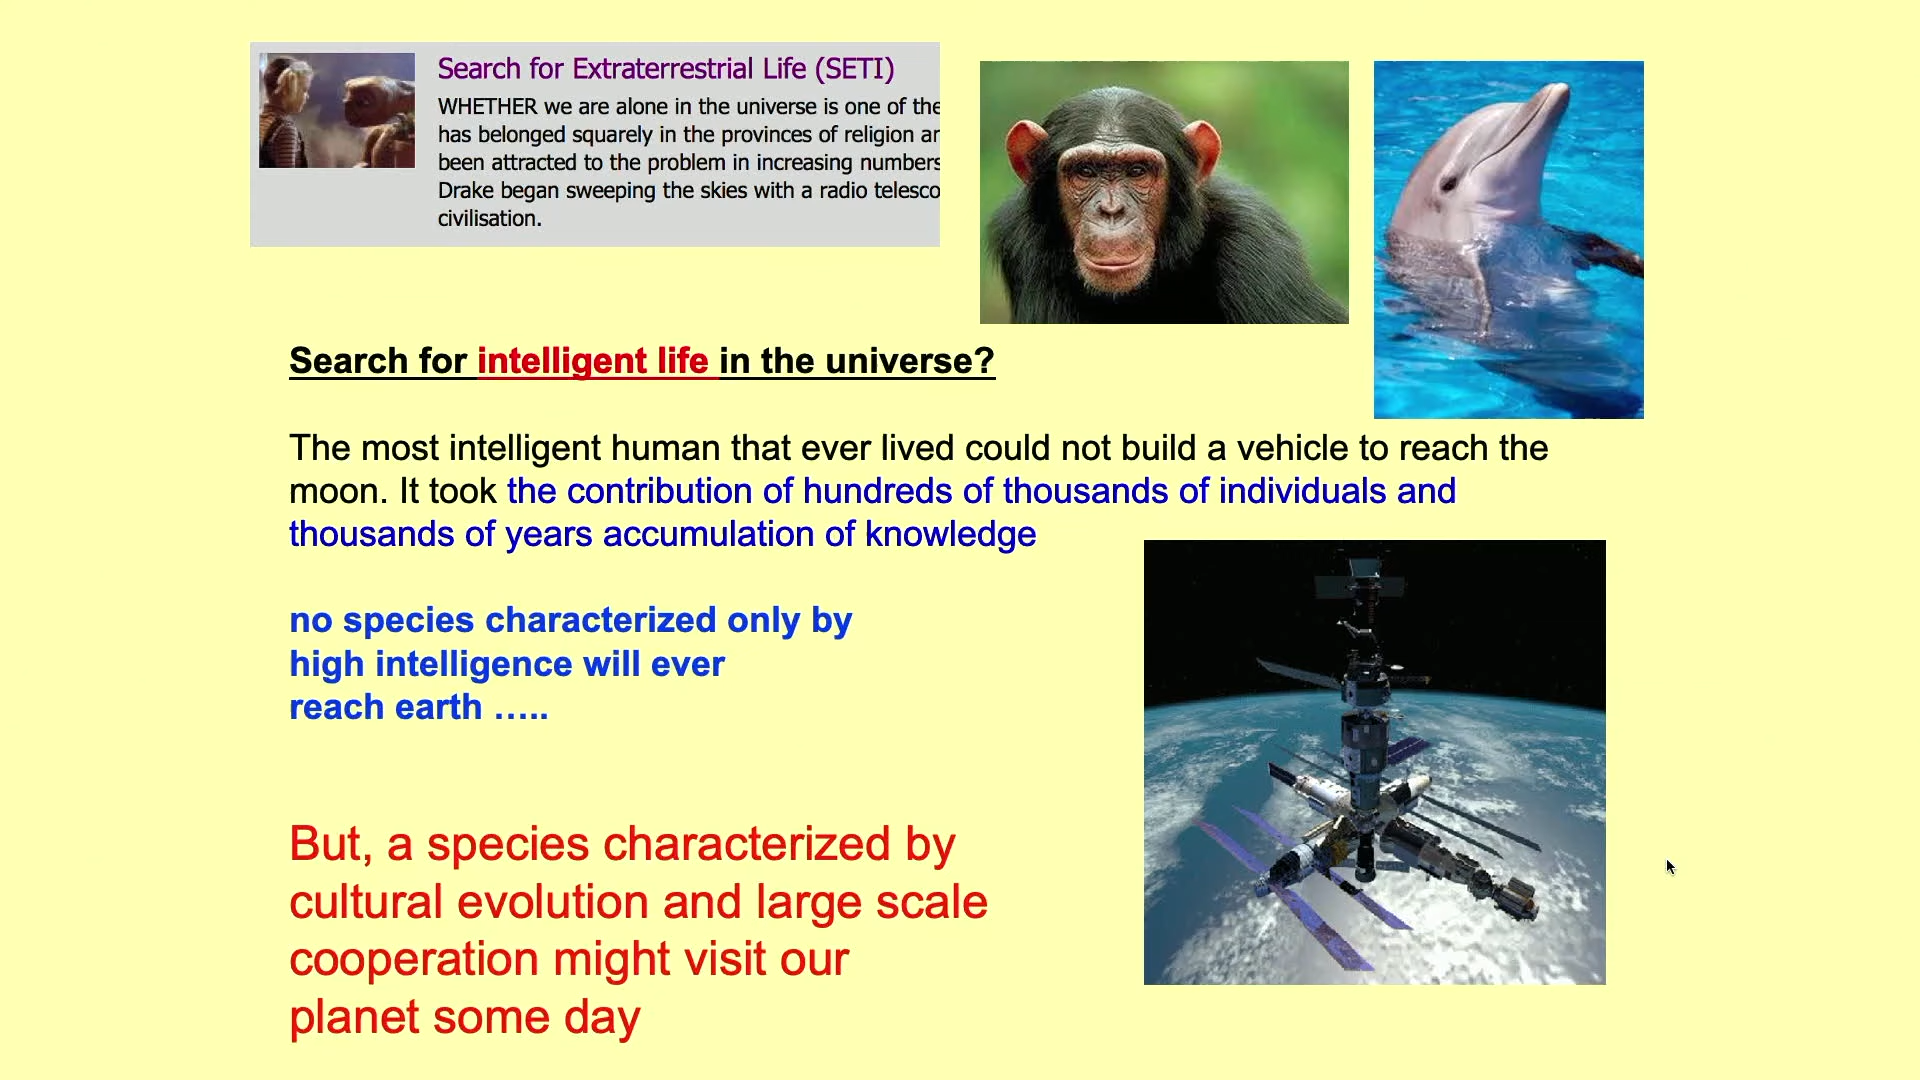 Search for Extraterrestrial Life (SETI)
WHETHER we are alone in the universe is one of the
has belonged squarely in the provinces of religion
been attracted to the problem in increasing numbers
Drake began sweeping the skies with a radio
civilisation.
Search for intelligent life in the universe?
The most intelligent human that ever lived could not build a vehicle to reach the
moon. It took the contribution of hundreds of thousands of individuals and
thousands of years accumulation of knowledge
no species characterized only by
high intelligence will ever
reach earth .....
But, a species characterized by
cultural evolution and large scale
cooperation might visit our
planet some day